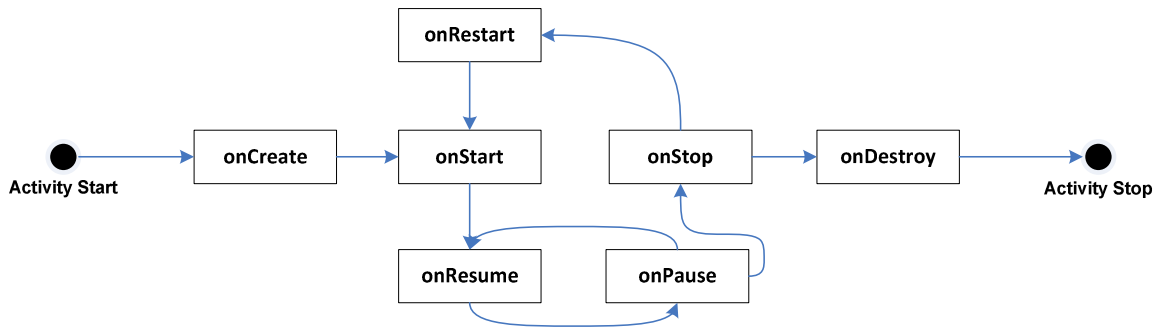 onRestart
onCreate
onStart
onStop
onDestroy
Activity Start
Activity Stop
onResume
onPause